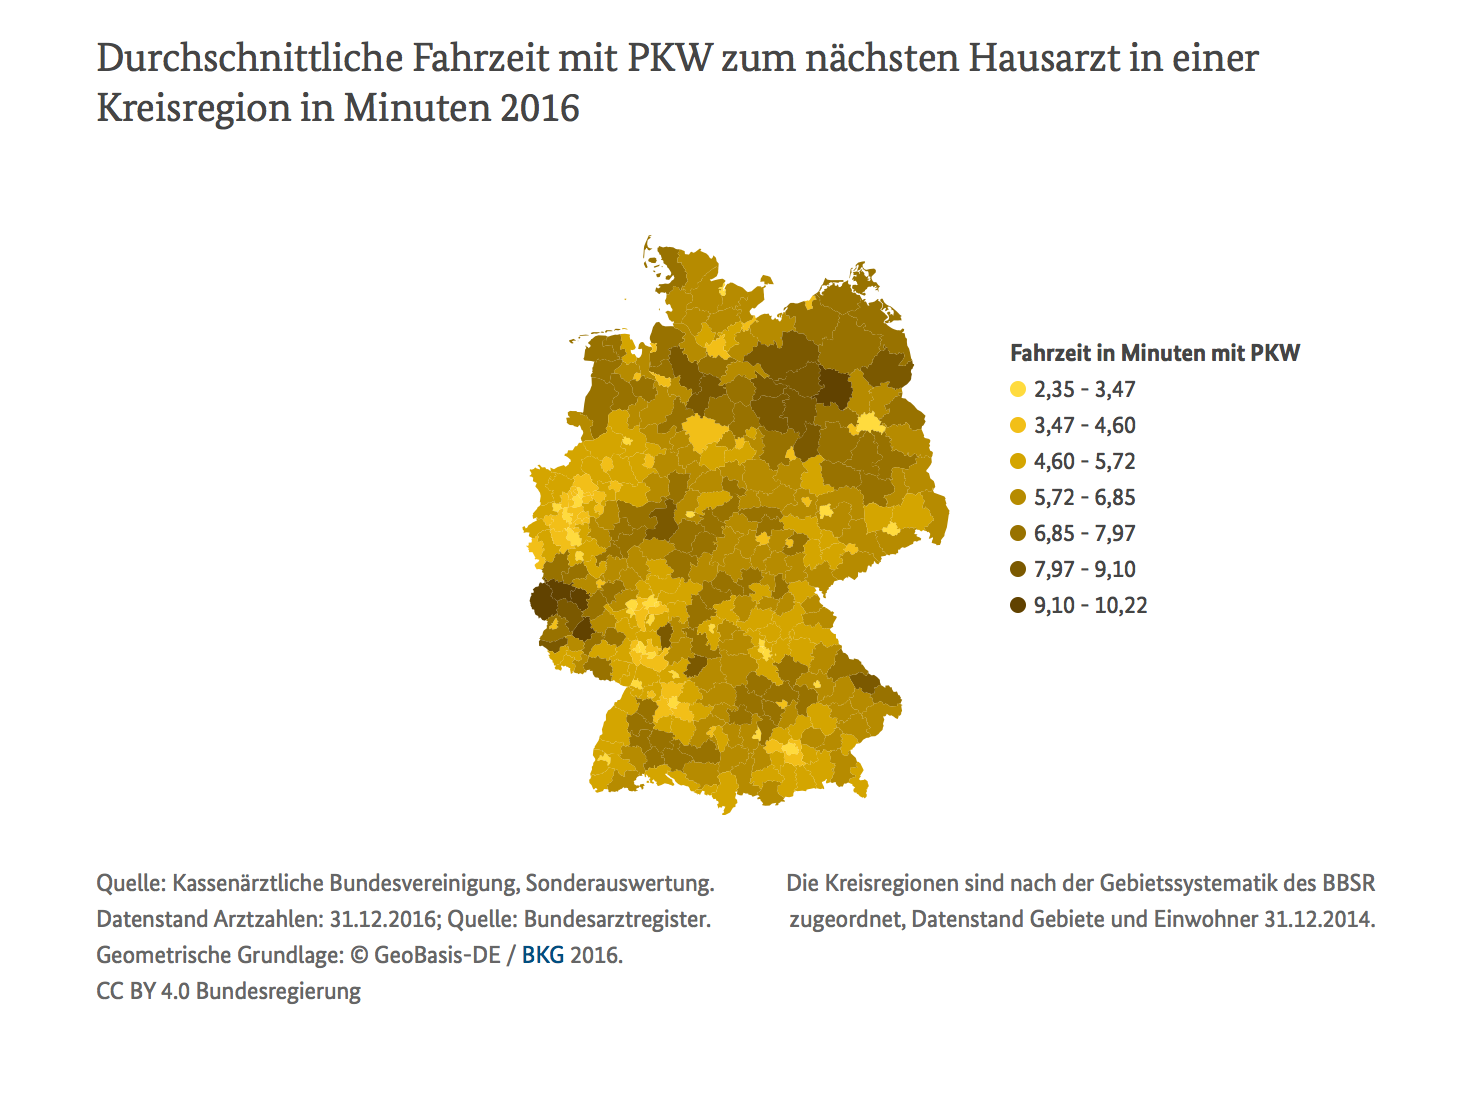 Durchschnittliche Fahrzeit mit PKW zum nächsten Hausarzt in einer
Kreisregion in Minuten 2016
Fahrzeit in Minuten mit PKW
2,35 - 3,47
3,47 - 4,60
4,60 - 5,72
5,72 - 6,85
6,85 - 7,97
7,97 - 9,10
9,10 - 10,22
Quelle: Kassenärztliche Bundesvereinigung, Sonderauswertung.
Datenstand Arztzahlen: 31.12.2016; Quelle: Bundesarztregister.
Geometrische Grundlage: © GeoBasis-DE / BKG 2016.
CC BY 4.0 Bundesregierung
Die Kreisregionen sind nach der Gebietssystematik des BBSR
zugeordnet, Datenstand Gebiete und Einwohner 31.12.2014.